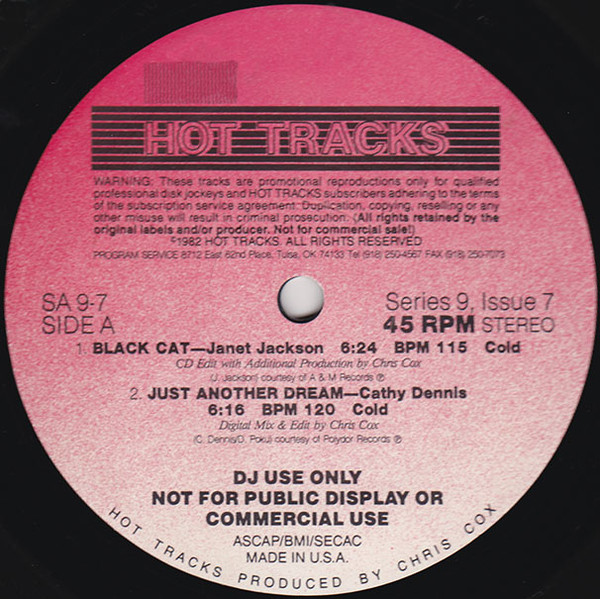 HOT TRACKS
WARNING: These tracks are promotional reproductions only for qualified
professional disk jockeys and HOT TRACKS subscribers adhering to the terms
of the subscription service agreement. Duplication, copying, reselling or any
other misuse will result in criminal prosecution. (All rights retained by the
original labels and/or producer. Not for commercial sale!)
©1982 HOT TRACKS. ALL RIGHTS RESERVED
PROGRAM SERVICE 8712 East 62nd Place, Tulsa, OK 74133 Tel (918) 250-4567 FAX (918) 250-7073
SA 9-7 Series 9, Issue 7
SIDE A 45 RPM STEREO
1. BLACK CAT—Janet Jackson 6:24 BPM 115 Cold
CD Edit with Additional Production by Chris Cox
(J. Jackson) courtesy of A & M Records ℗
2. JUST ANOTHER DREAM—Cathy Dennis
6:16 BPM 120 Cold
Digital Mix & Edit by Chris Cox
(C. Dennis/D. Poku) courtesy of Polydor Records ℗
DJ USE ONLY
NOT FOR PUBLIC DISPLAY OR
COMMERCIAL USE
ASCAP/BMI/SECAC
MADE IN U.S.A.
HOT TRACKS PRODUCED BY CHRIS COX